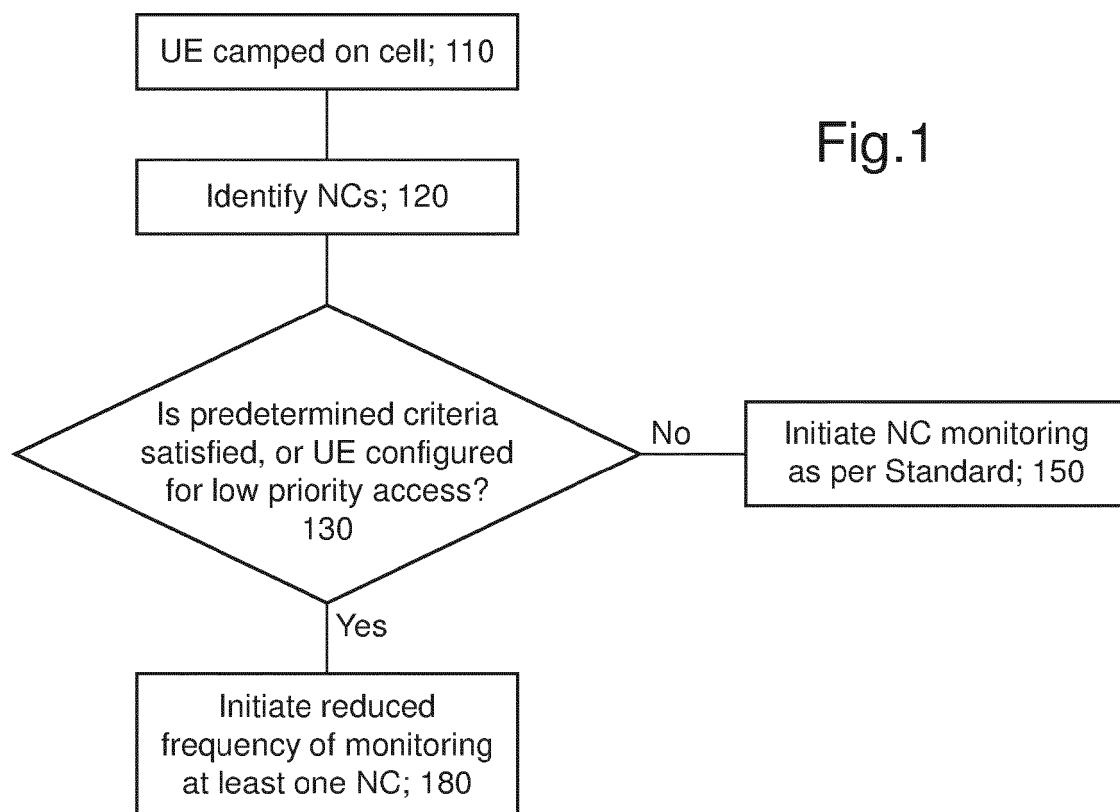 UE camped on cell; 110
Fig.1
Identify NCs; 120
Is predetermined criteria
satisfied, or UE configured
for low priority access?
130
No
Initiate NC monitoring
as per Standard; 150
Yes
Initiate reduced
frequency of monitoring
at least one NC; 180